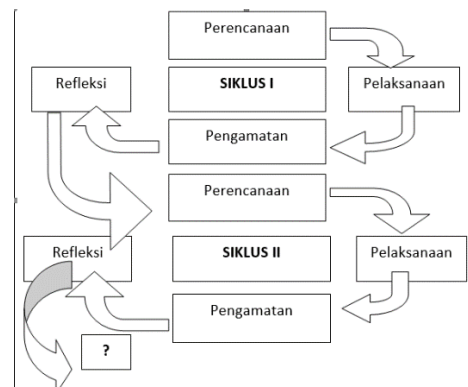 Perencanaan
Refleksi
SIKLUS I
Pelaksanaan
Pengamatan
Perencanaan
Refleksi
SIKLUS II
Pelaksanaan
Pengamatan
?